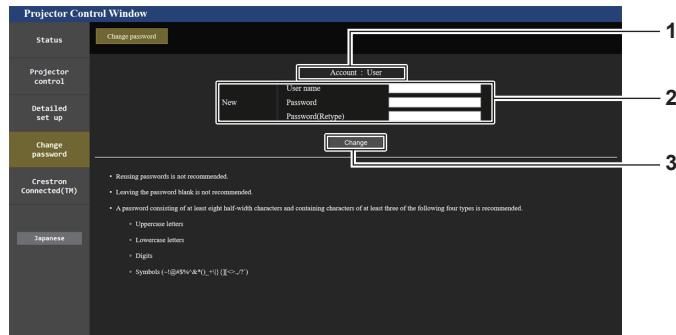 Projector Control Window
Status
Change password
1
Projector
control
Account : User
User name
New Password
Password(Retype)
2
Detailed
set up
Change
password
Change
3
Crestron
Connected(TM)
• Reusing passwords is not recommended.
• Leaving the password blank is not recommended.
• A password consisting of at least eight half-width characters and containing characters of at least three of the following four types is recommended.
Uppercase letters
Lowercase letters
Digits
Symbols (~!@#$%^&*()_+\|}{][<>.,/?`)
Japanese